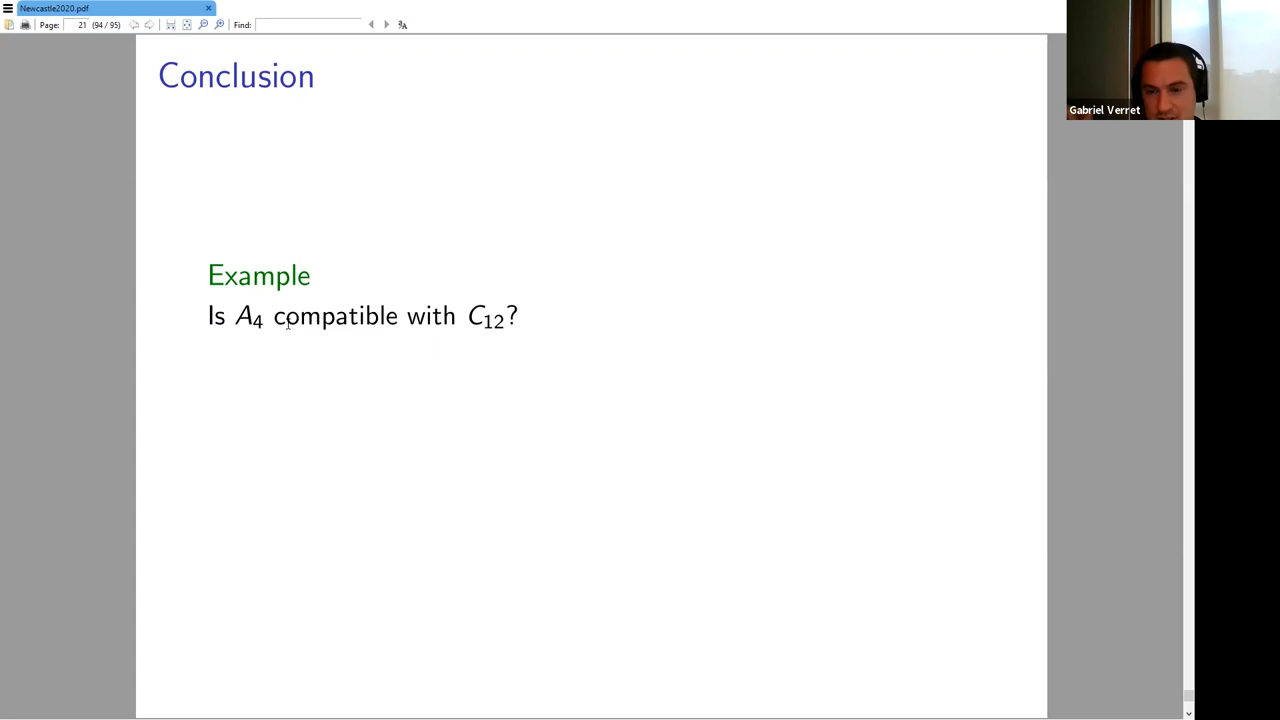 Newcastle2020.pdf
Page: 21 (94 / 95) Find:
Conclusion
Gabriel Verret
Example
Is A₄ compatible with C₁₂?